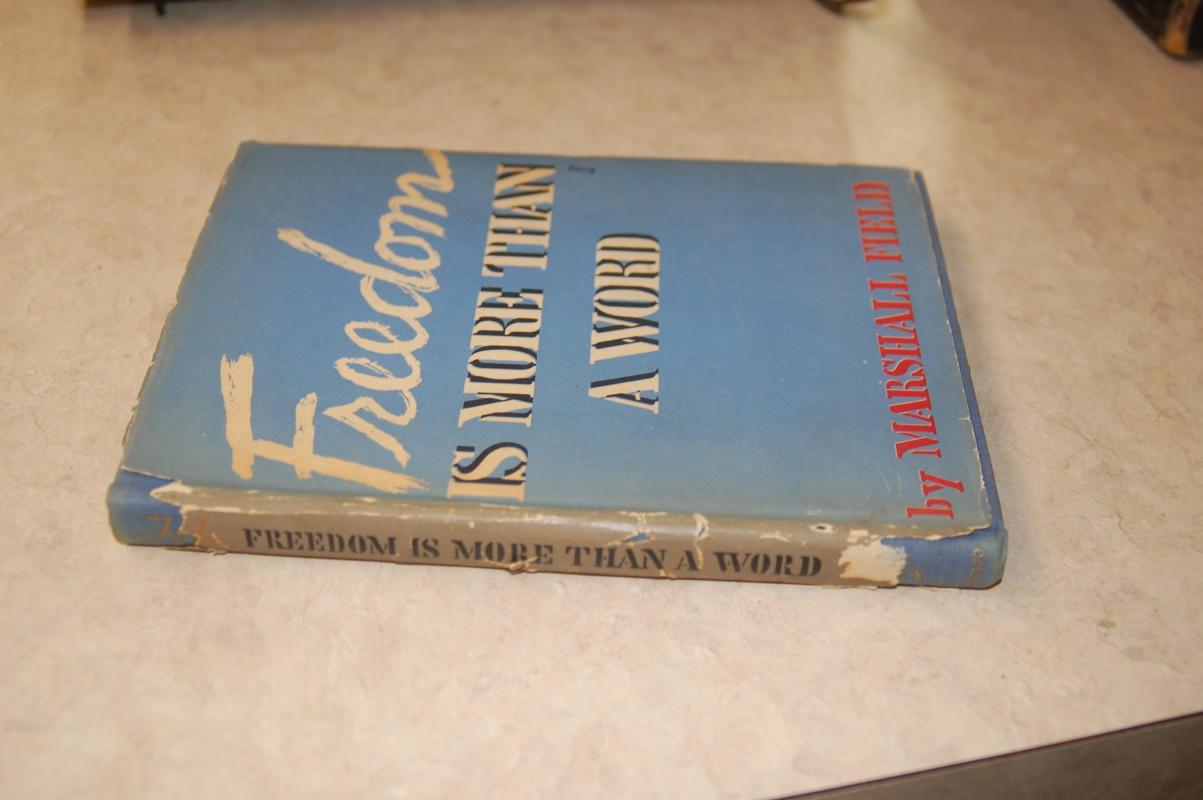 Freedom
IS MORE THAN
A WORD
by MARSHALL FIELD
FREEDOM IS MORE THAN A WORD